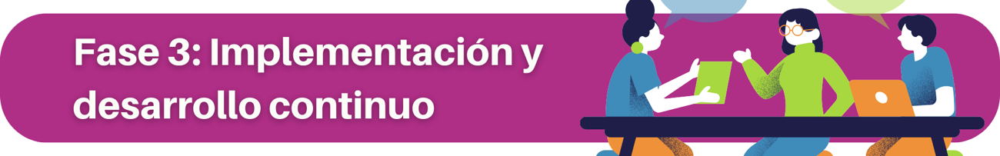 Fase 3: Implementación y
desarrollo continuo